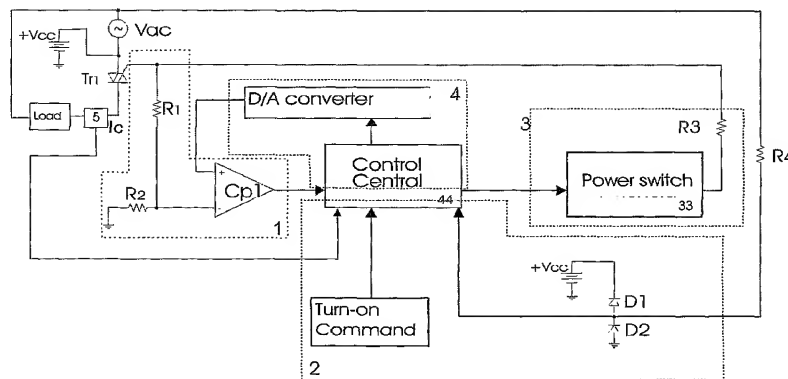 Vac
+Vcc
Tr1
D/A converter
4
R1
Load
5
Ic
3
R3
R4
Control
Central
44
Power switch
33
+
Cp1
-
R2
1
+Vcc
D1
D2
Turn-on
Command
2